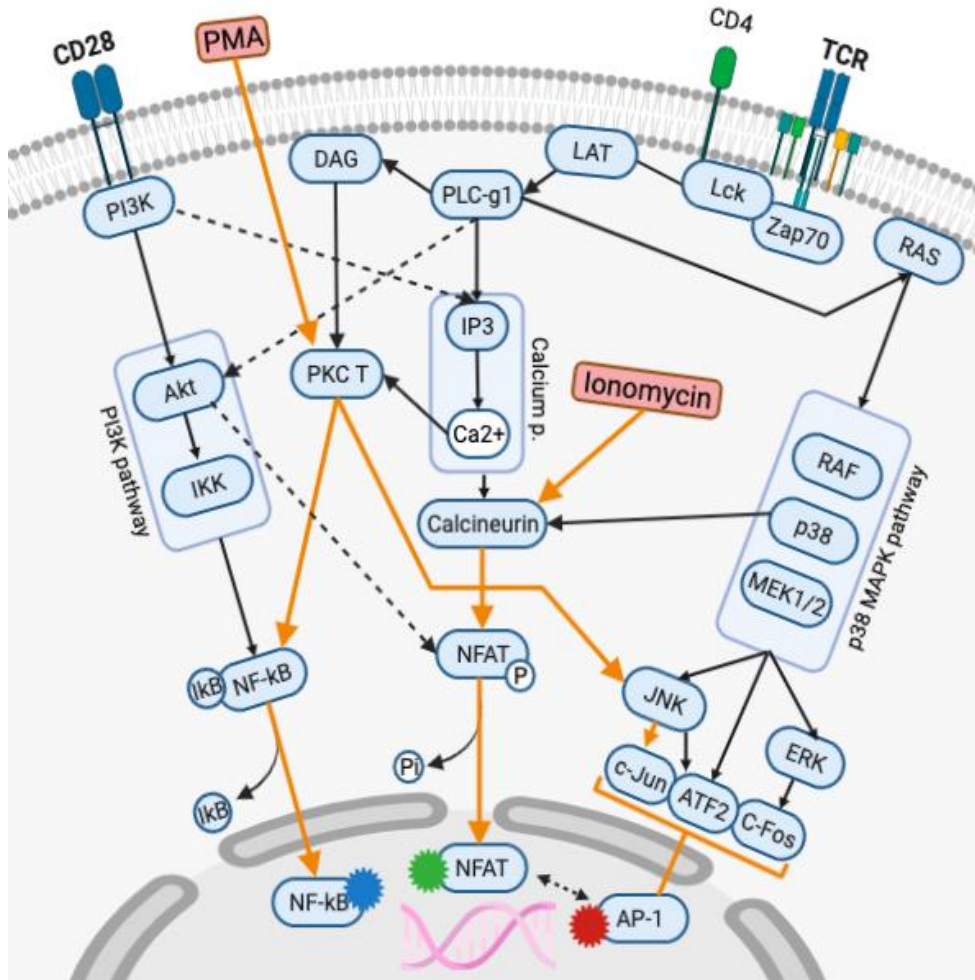 CD28
PMA
CD4
TCR
DAG
LAT
PLC-g1
Lck
PI3K
Zap70
RAS
IP3
Calcium p.
PKC T
Akt
Ionomycin
PI3K pathway
Ca2+
IKK
RAF
Calcineurin
p38
p38 MAPK pathway
MEK1/2
NFAT
P
IkB
NF-kB
JNK
ERK
Pi
c-Jun
ATF2
C-Fos
IkB
NFAT
NF-kB
AP-1